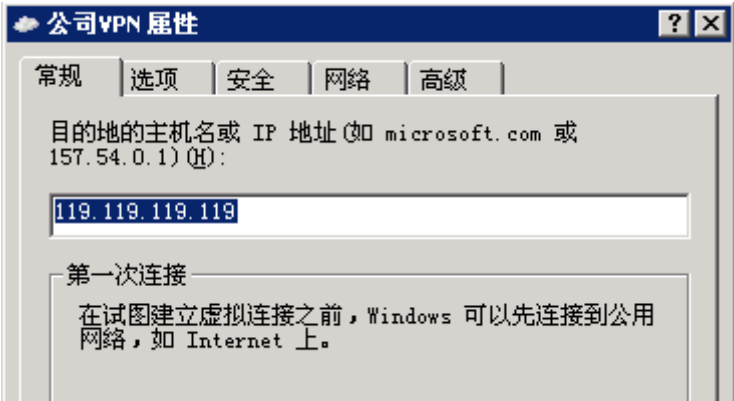 公司VPN 属性
常规 选项 安全 网络 高级
目的地的主机名或 IP 地址(如 microsoft.com 或
157.54.0.1)(H):
119.119.119.119
第一次连接
在试图建立虚拟连接之前，Windows 可以先连接到公用
网络，如 Internet 上。